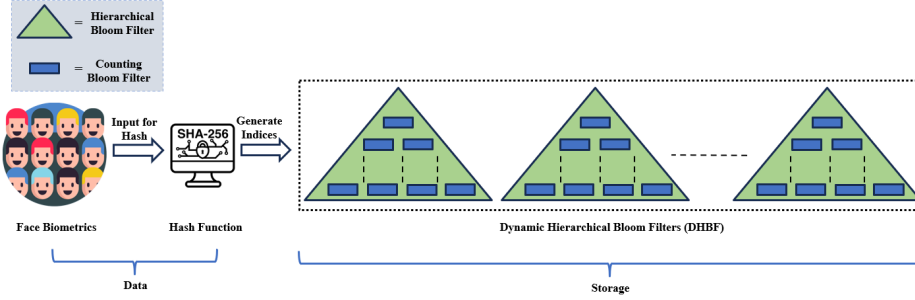 = Hierarchical
Bloom Filter
= Counting
Bloom Filter
Input for
Hash
SHA-256
Generate
Indices
Face Biometrics
Hash Function
Dynamic Hierarchical Bloom Filters (DHBF)
Data
Storage